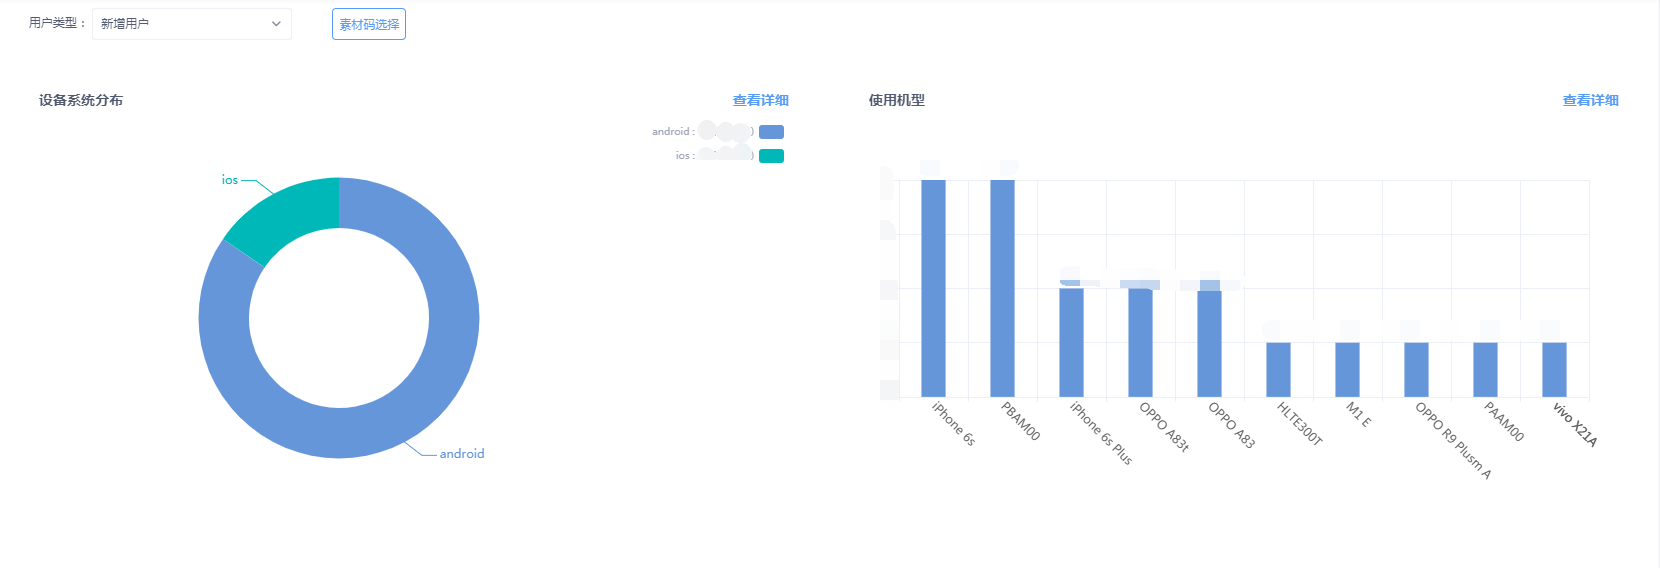 用户类型： 新增用户 素材码选择
设备系统分布 查看详细
android :
ios :
ios
android
使用机型 查看详细
iPhone 6s
PBAM00
iPhone 6s Plus
OPPO A83t
OPPO A83
HLTE300T
M1 E
OPPO R9 Plusm A
PAAM00
vivo X21A